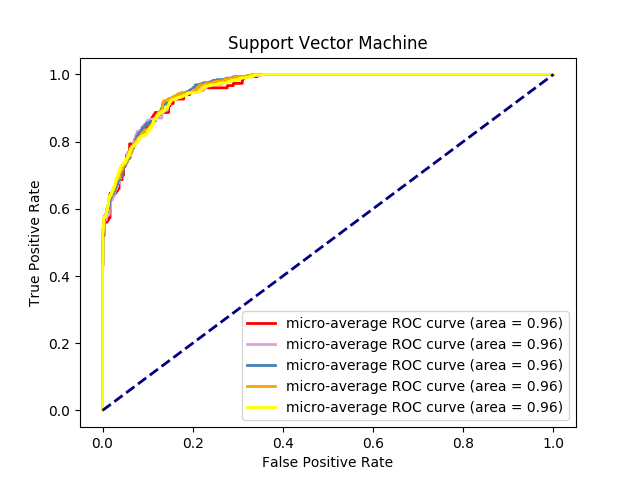 Support Vector Machine
True Positive Rate
1.0
0.8
0.6
0.4
0.2
0.0
micro-average ROC curve (area = 0.96)
micro-average ROC curve (area = 0.96)
micro-average ROC curve (area = 0.96)
micro-average ROC curve (area = 0.96)
micro-average ROC curve (area = 0.96)
0.0 0.2 0.4 0.6 0.8 1.0
False Positive Rate